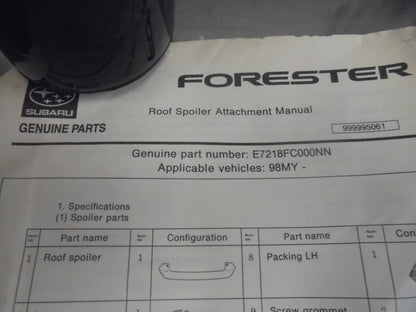 SUBARU
GENUINE PARTS
FORESTER
Roof Spoiler Attachment Manual
999995061
Genuine part number: E7218FC000NN
Applicable vehicles: 98MY -
1. Specifications
(1) Spoiler parts
Part name Configuration Part name
1 Roof spoiler 1 8 Packing LH 1
9 Screw grommet